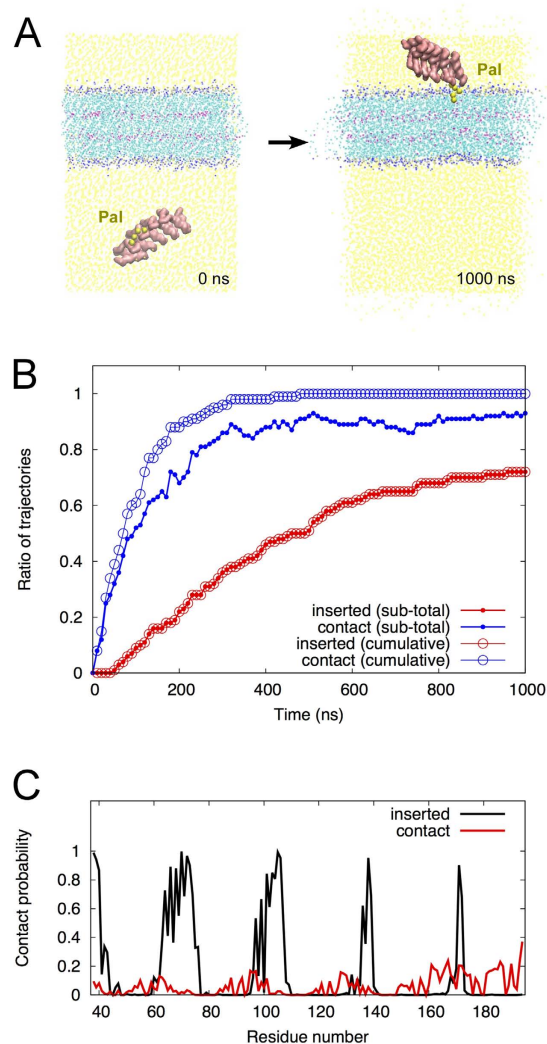 A
Pal
Pal
0 ns
1000 ns
B
Ratio of trajectories
1
0.8
0.6
0.4
0.2
0
inserted (sub-total)
contact (sub-total)
inserted (cumulative)
contact (cumulative)
0 200 400 600 800 1000
Time (ns)
C
Contact probability
1
0.8
0.6
0.4
0.2
0
inserted
contact
40 60 80 100 120 140 160 180
Residue number